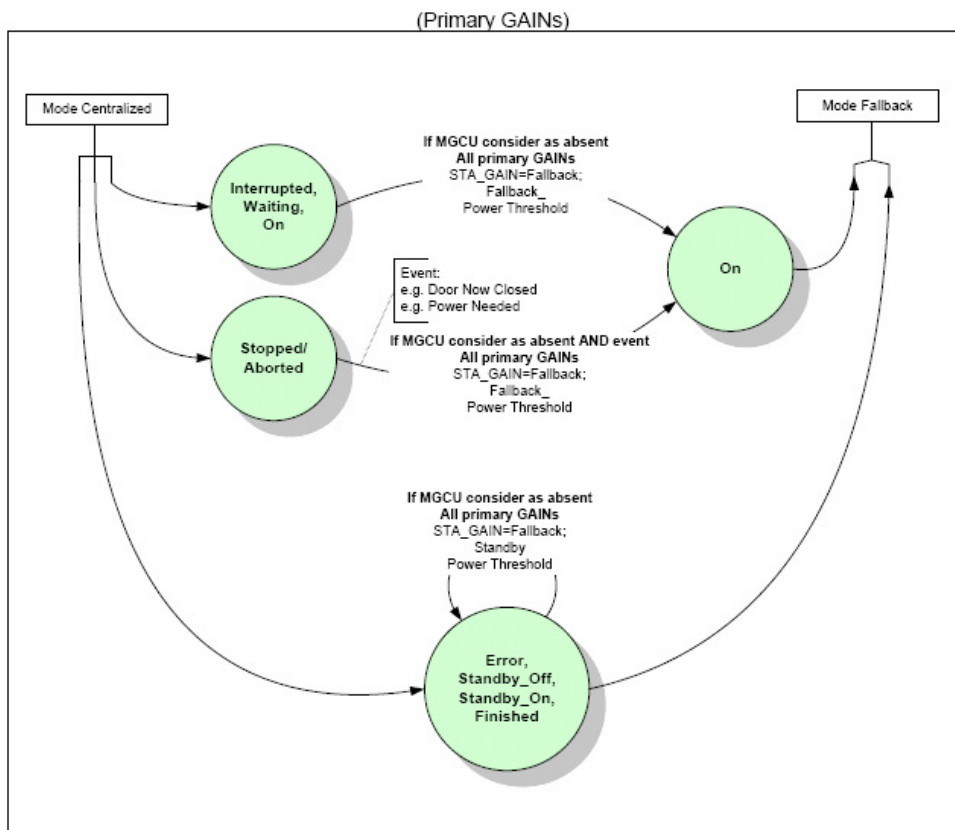 (Primary GAINs)
Mode Centralized
Mode Fallback
If MGCU consider as absent
All primary GAINs
STA_GAIN=Fallback;
Fallback_
Power Threshold
Interrupted,
Waiting,
On
On
Event:
e.g. Door Now Closed
e.g. Power Needed
Stopped/
Aborted
If MGCU consider as absent AND event
All primary GAINs
STA_GAIN=Fallback;
Fallback_
Power Threshold
If MGCU consider as absent
All primary GAINs
STA_GAIN=Fallback;
Standby
Power Threshold
Error,
Standby_Off,
Standby_On,
Finished